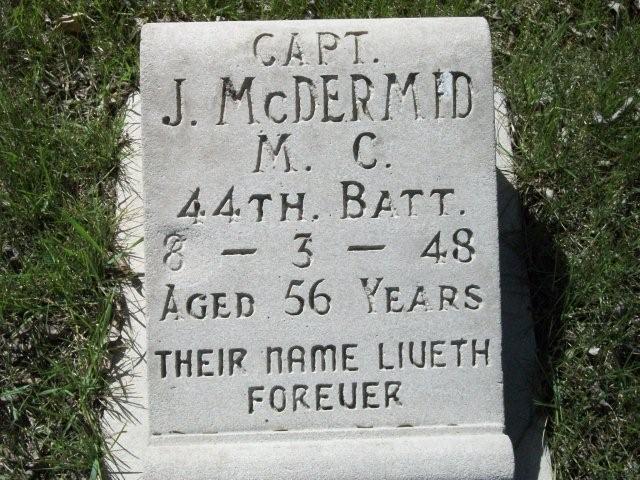 CAPT.
J. McDERMID
M. C.
44TH. BATT.
8 – 3 – 48
AGED 56 YEARS
THEIR NAME LIVETH
FOREVER